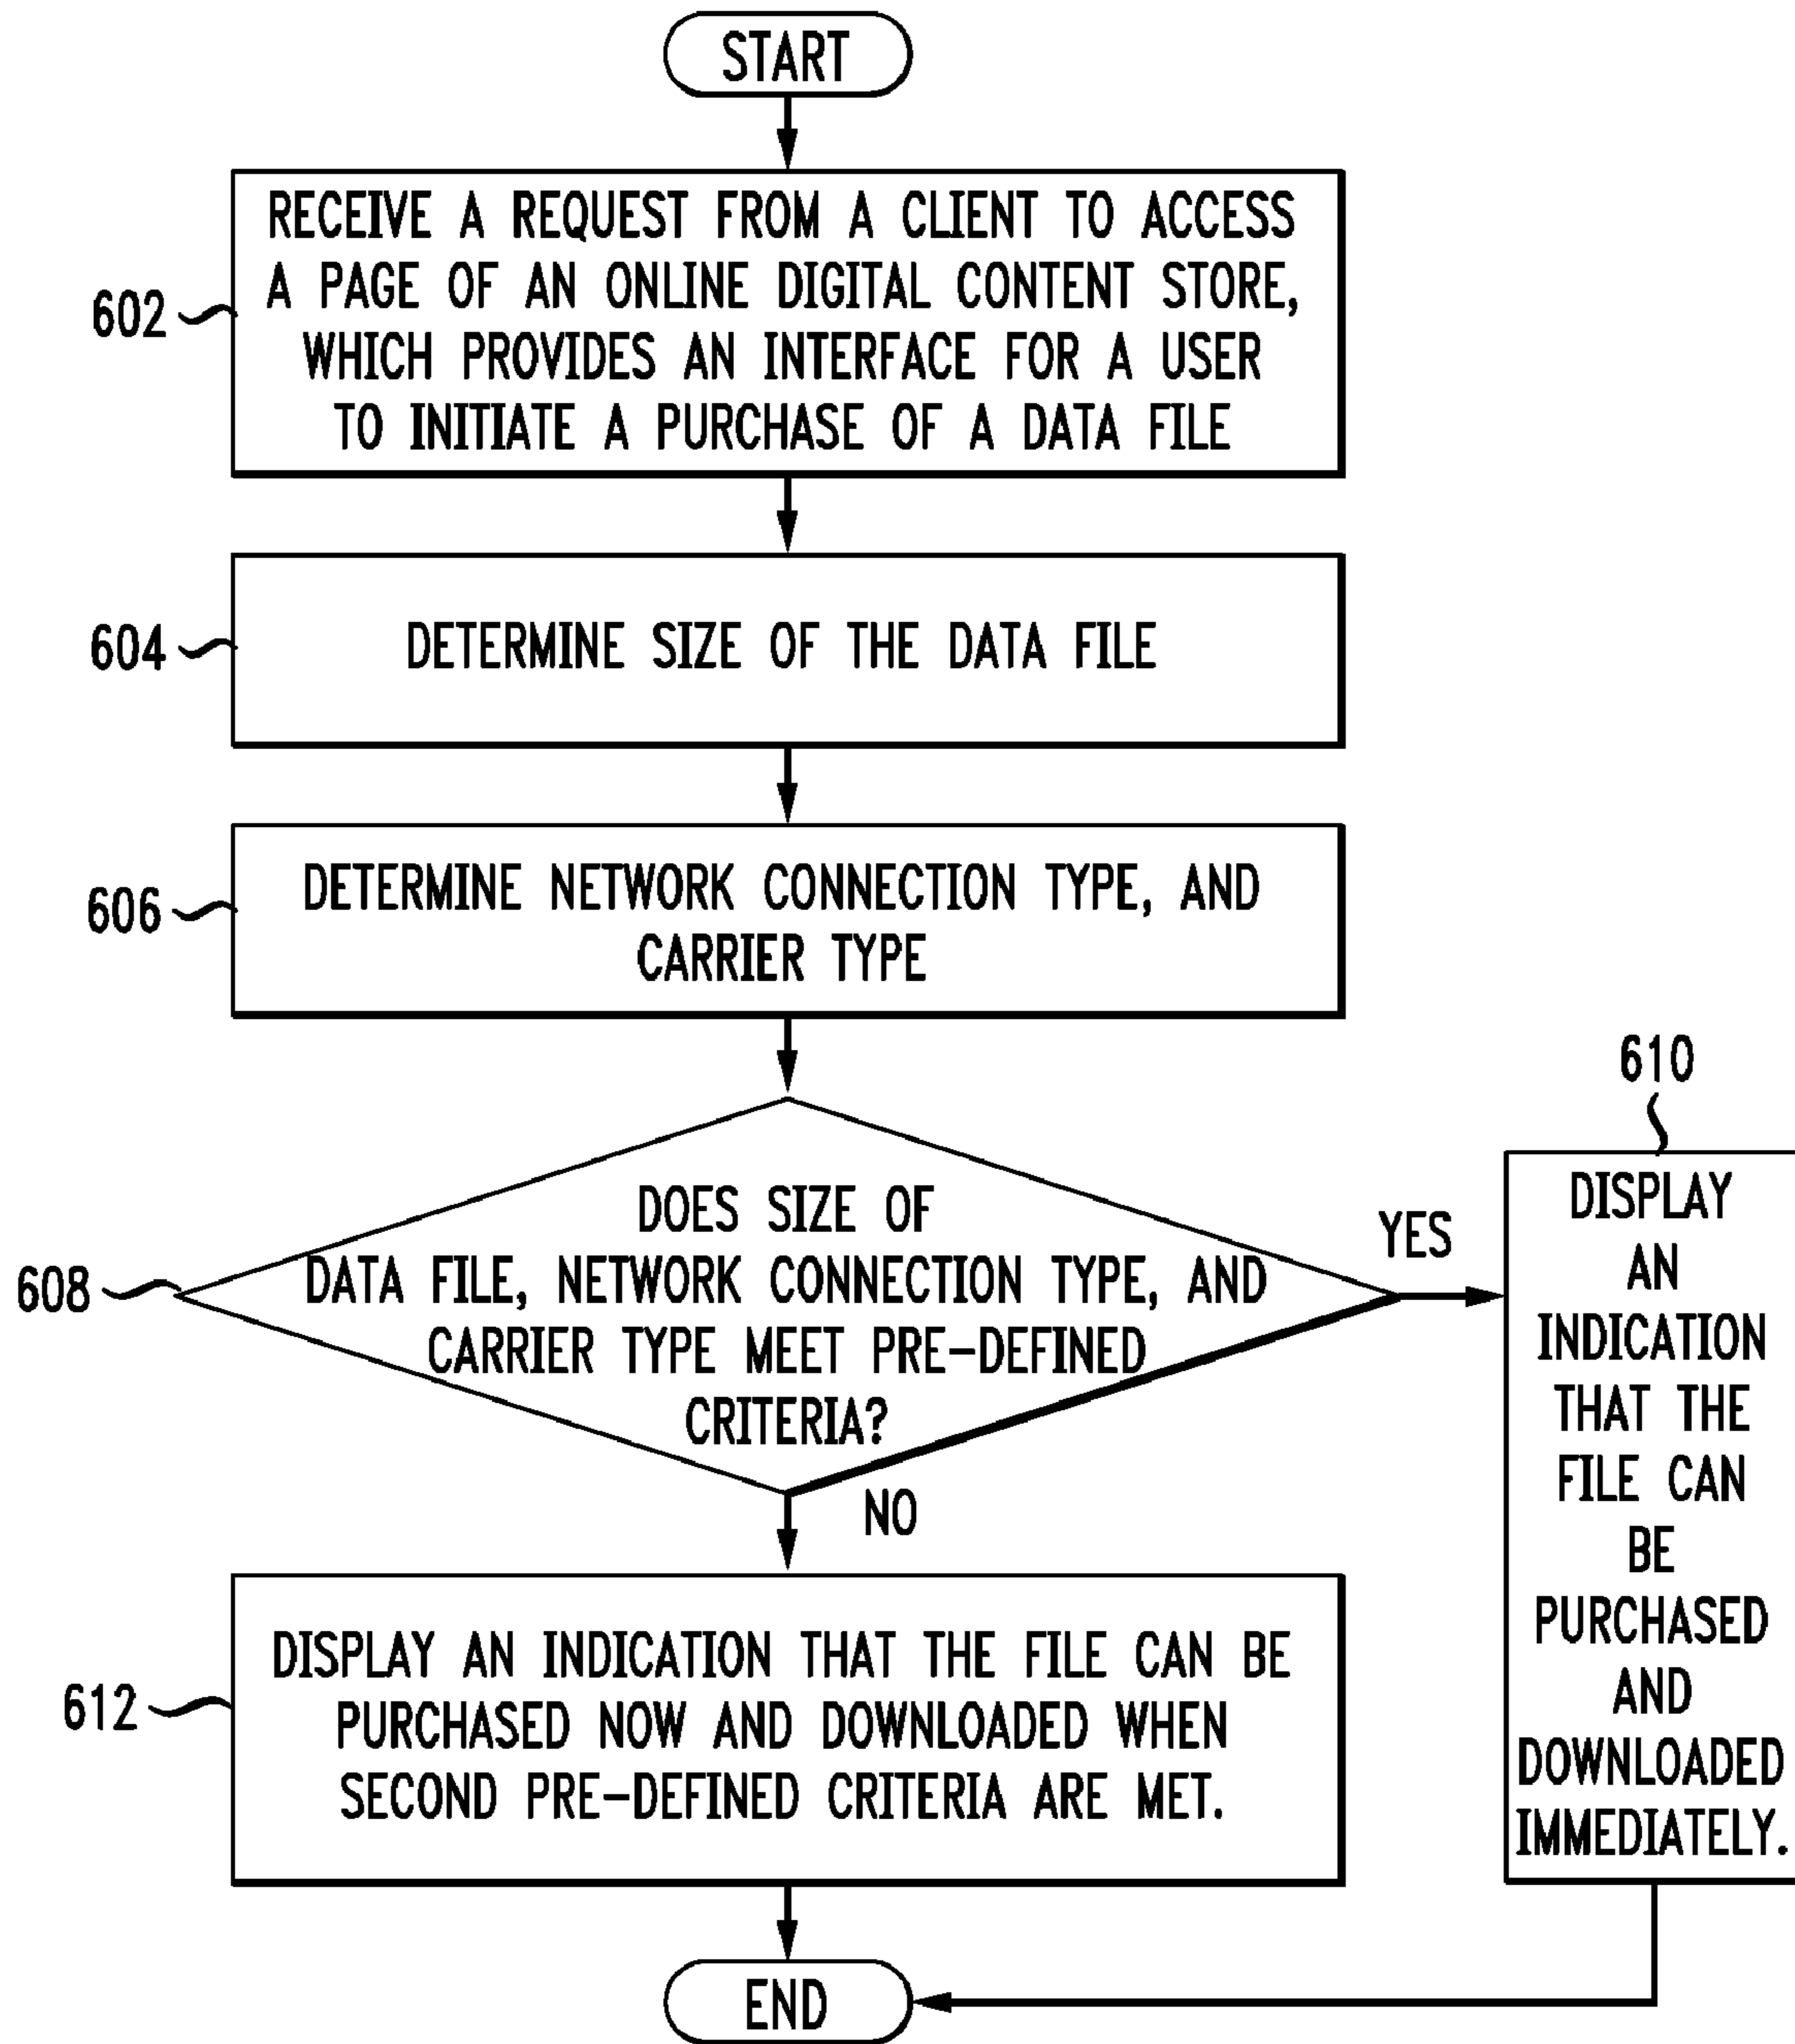 START
RECEIVE A REQUEST FROM A CLIENT TO ACCESS
A PAGE OF AN ONLINE DIGITAL CONTENT STORE,
WHICH PROVIDES AN INTERFACE FOR A USER
TO INITIATE A PURCHASE OF A DATA FILE
602
DETERMINE SIZE OF THE DATA FILE
604
DETERMINE NETWORK CONNECTION TYPE, AND
CARRIER TYPE
606
DOES SIZE OF
DATA FILE, NETWORK CONNECTION TYPE, AND
CARRIER TYPE MEET PRE-DEFINED
CRITERIA?
608
YES
610
DISPLAY
AN
INDICATION
THAT THE
FILE CAN
BE
PURCHASED
AND
DOWNLOADED
IMMEDIATELY.
NO
DISPLAY AN INDICATION THAT THE FILE CAN BE
PURCHASED NOW AND DOWNLOADED WHEN
SECOND PRE-DEFINED CRITERIA ARE MET.
612
END